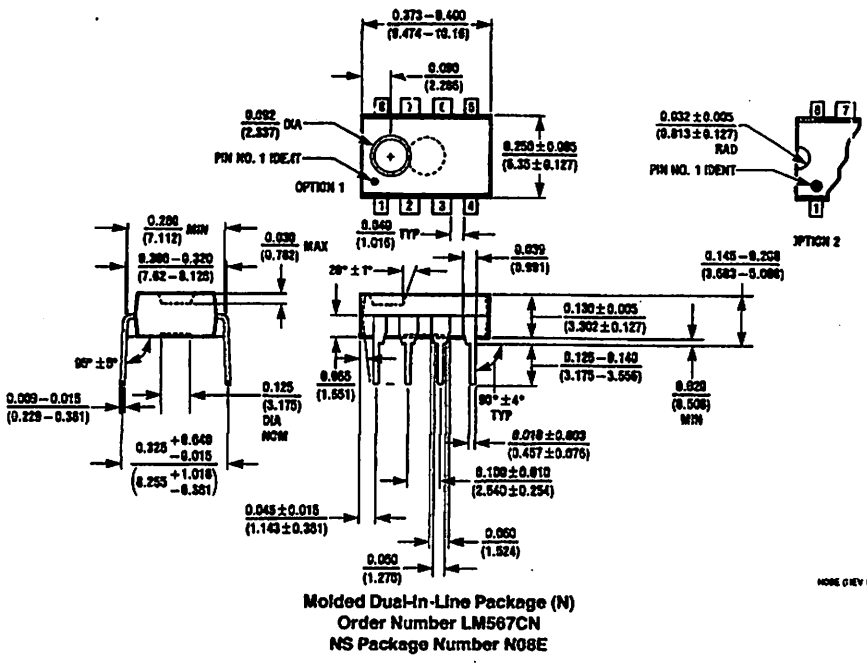 0.373–0.400
(9.474–10.16)
0.090
(2.286)
8 7 6 5
0.092 DIA
(2.337)
PIN NO. 1 IDENT
OPTION 1
0.250 ± 0.005
(6.35 ± 0.127)
1 2 3 4
0.032 ± 0.005
(0.813 ± 0.127)
RAD
PIN NO. 1 IDENT
8 7
1
OPTION 2
0.280 MIN
(7.112)
0.030 MAX
(0.762)
0.300–0.320
(7.62–8.128)
0.040 TYP
(1.016)
0.039
(0.991)
0.145–0.200
(3.683–5.080)
20° ± 1°
0.130 ± 0.005
(3.302 ± 0.127)
95° ± 5°
0.065
(1.651)
0.125–0.140
(3.175–3.556)
90° ± 4°
TYP
0.020
(0.508)
MIN
0.009–0.015
(0.229–0.381)
0.125
(3.175)
DIA
NOM
0.018 ± 0.003
(0.457 ± 0.076)
0.325 +0.040 –0.015
(8.255 +1.016 –0.381)
0.100 ± 0.010
(2.540 ± 0.254)
0.045 ± 0.015
(1.143 ± 0.381)
0.060
(1.524)
0.050
(1.270)
Molded Dual-In-Line Package (N)
Order Number LM567CN
NS Package Number N08E
N08E (REV